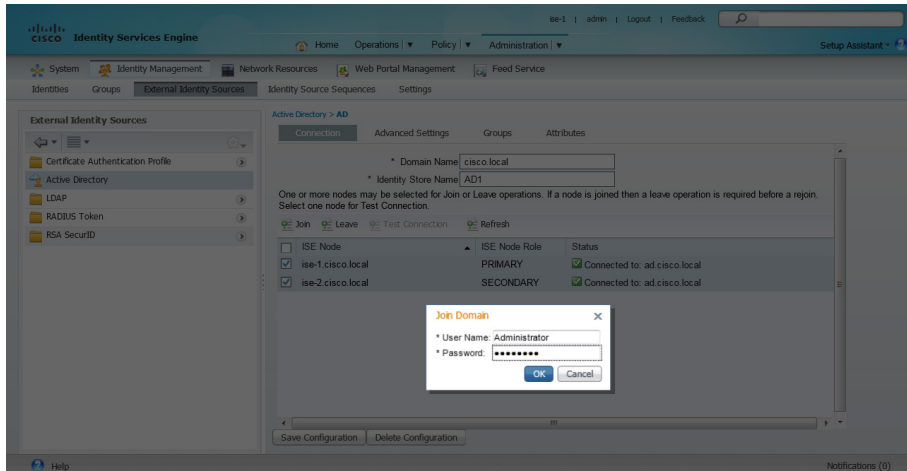 ise-1 | admin | Logout | Feedback
CISCO Identity Services Engine
Home Operations | ▼ Policy | ▼ Administration | ▼
Setup Assistant
System Identity Management Network Resources Web Portal Management Feed Service
Identities Groups External Identity Sources Identity Source Sequences Settings
External Identity Sources
Certificate Authentication Profile
Active Directory
LDAP
RADIUS Token
RSA SecurID
Active Directory > AD
Connection Advanced Settings Groups Attributes
* Domain Name cisco.local
* Identity Store Name AD1
One or more nodes may be selected for Join or Leave operations. If a node is joined then a leave operation is required before a rejoin.
Select one node for Test Connection.
Join Leave Test Connection Refresh
ISE Node ISE Node Role Status
ise-1.cisco.local PRIMARY Connected to: ad.cisco.local
ise-2.cisco.local SECONDARY Connected to: ad.cisco.local
Join Domain
* User Name: Administrator
* Password: ••••••••
OK Cancel
Save Configuration Delete Configuration
Help
Notifications (0)